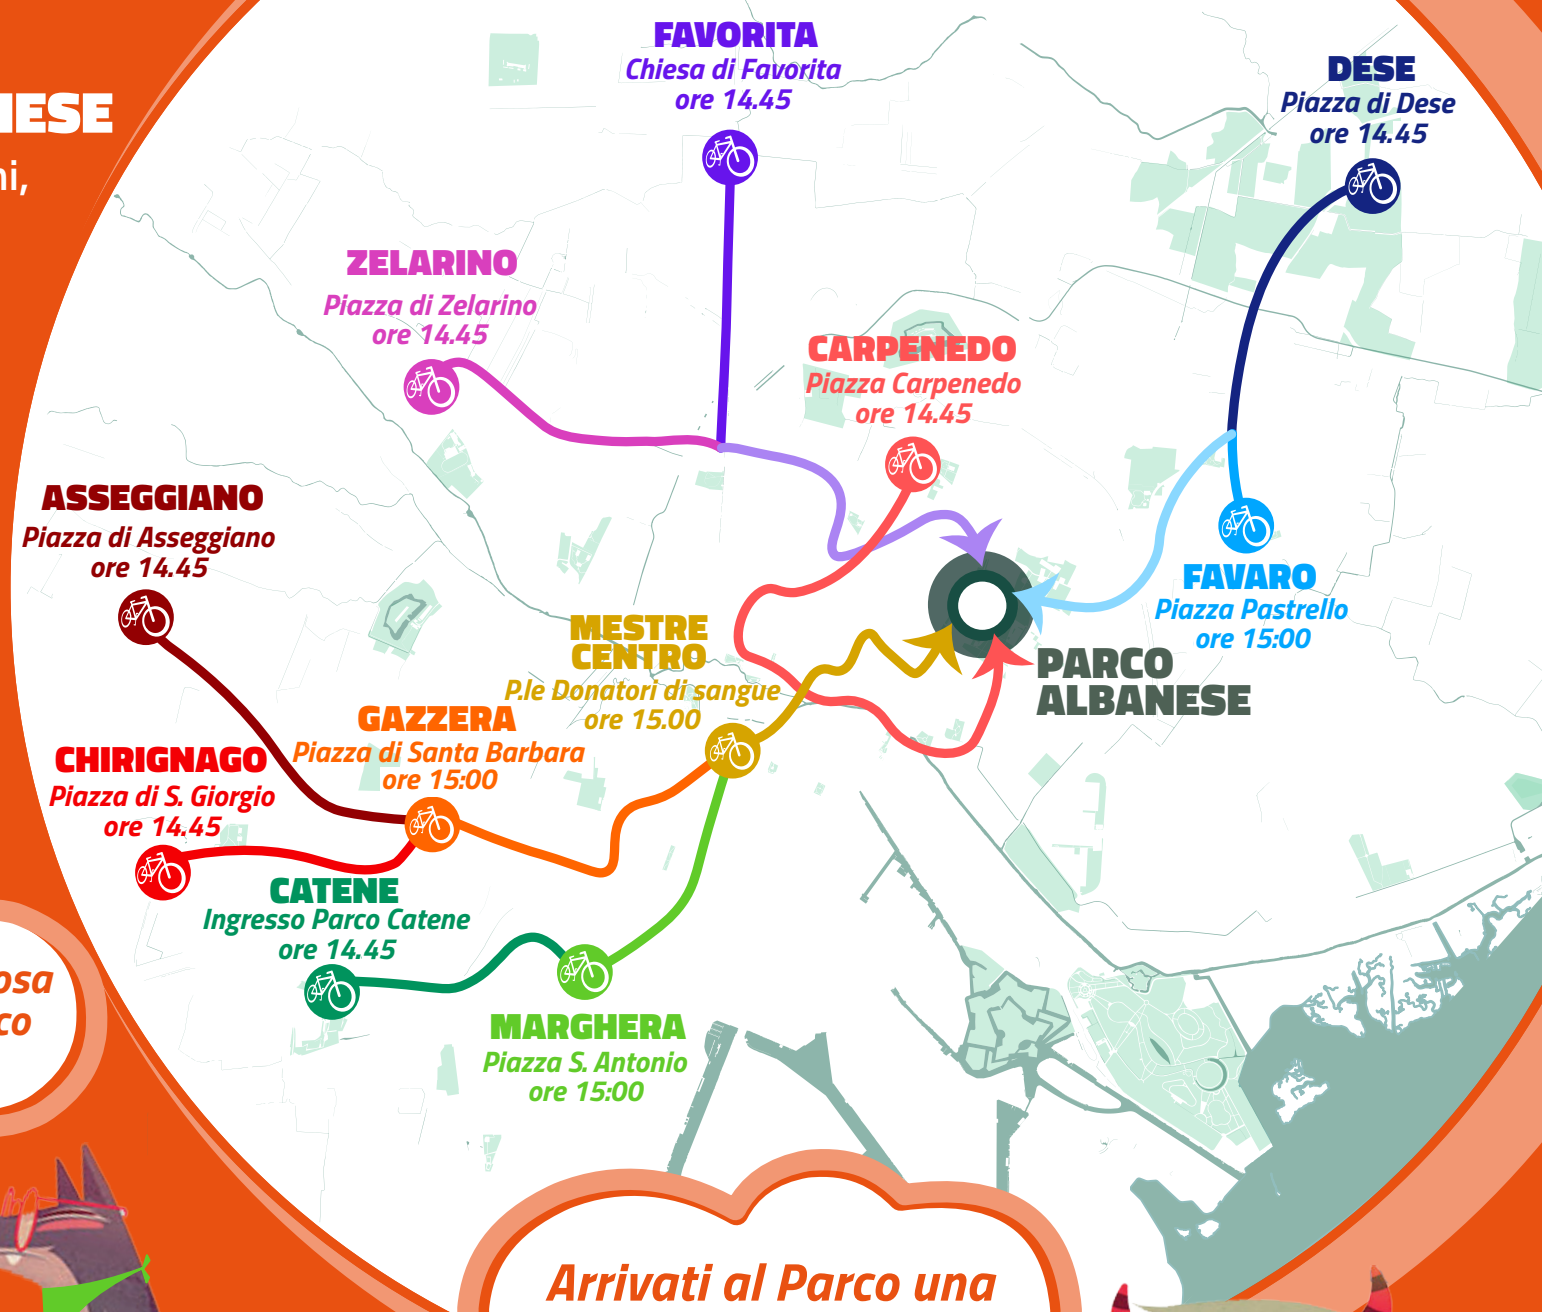 FAVORITA
Chiesa di Favorita
ore 14.45
DESE
Piazza di Dese
ore 14.45
ZELARINO
Piazza di Zelarino
ore 14.45
CARPENEDO
Piazza Carpenedo
ore 14.45
ASSEGGIANO
Piazza di Asseggiano
ore 14.45
FAVARO
Piazza Pastrello
ore 15:00
MESTRE
CENTRO
P.le Donatori di sangue
ore 15.00
PARCO
ALBANESE
GAZZERA
Piazza di Santa Barbara
ore 15:00
CHIRIGNAGO
Piazza di S. Giorgio
ore 14.45
CATENE
Ingresso Parco Catene
ore 14.45
MARGHERA
Piazza S. Antonio
ore 15:00
Arrivati al Parco una